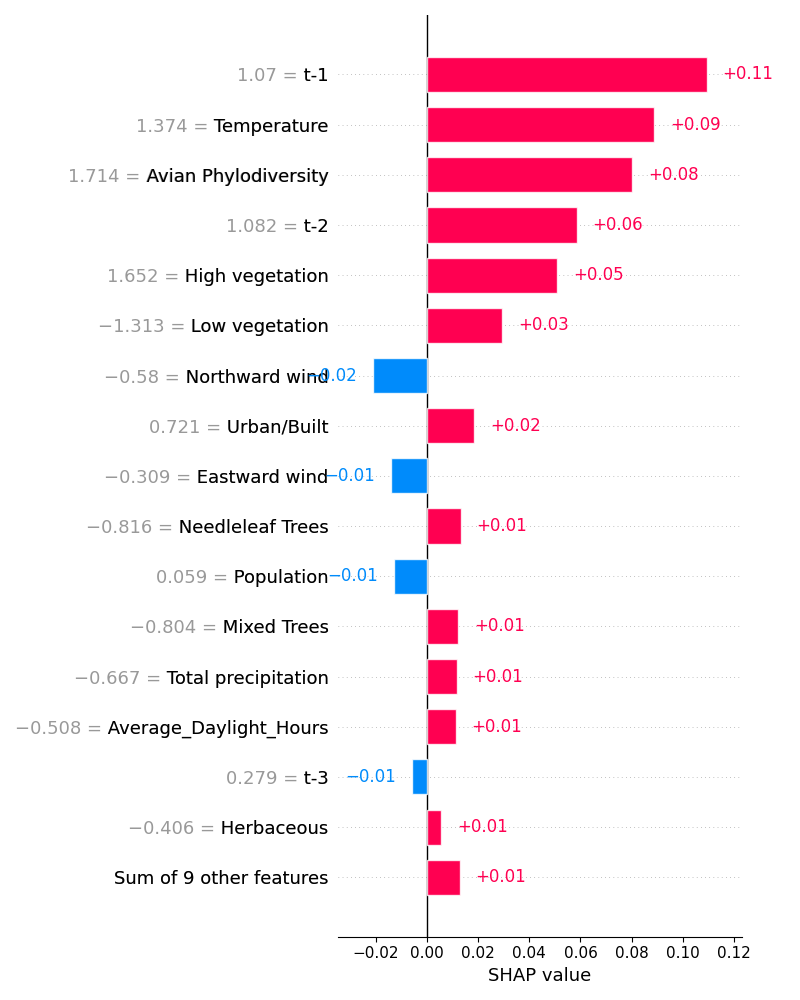 1.07 = t-1 +0.11
1.374 = Temperature +0.09
1.714 = Avian Phylodiversity +0.08
1.082 = t-2 +0.06
1.652 = High vegetation +0.05
−1.313 = Low vegetation +0.03
−0.58 = Northward wind −0.02
0.721 = Urban/Built +0.02
−0.309 = Eastward wind −0.01
−0.816 = Needleleaf Trees +0.01
0.059 = Population −0.01
−0.804 = Mixed Trees +0.01
−0.667 = Total precipitation +0.01
−0.508 = Average_Daylight_Hours +0.01
0.279 = t-3 −0.01
−0.406 = Herbaceous +0.01
Sum of 9 other features +0.01
−0.02 0.00 0.02 0.04 0.06 0.08 0.10 0.12
SHAP value